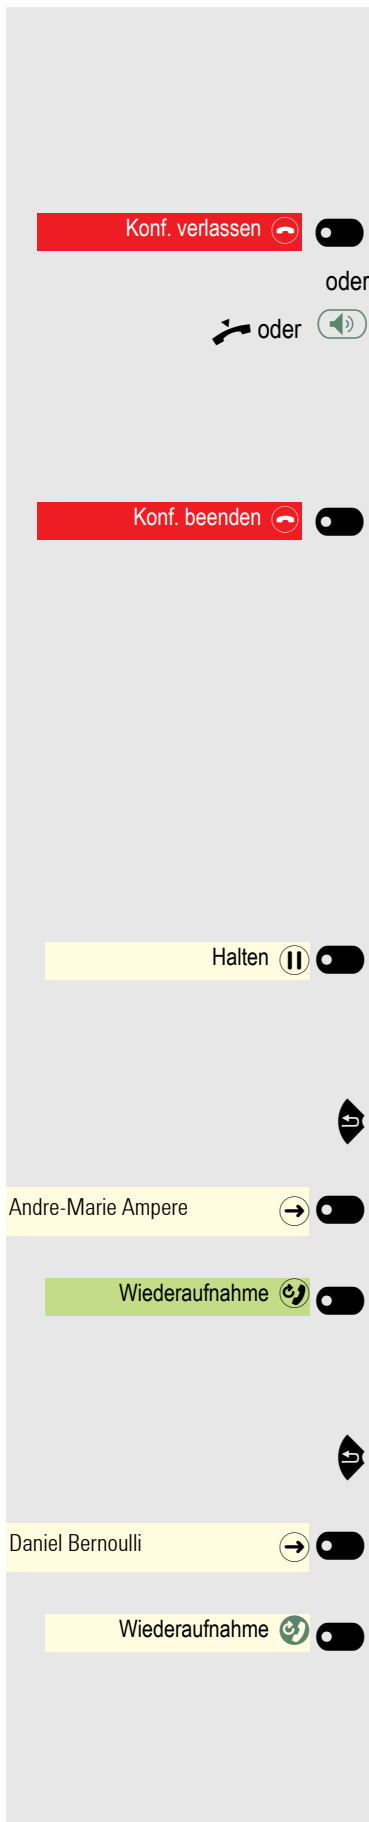 Konf. verlassen
oder
oder
Konf. beenden
Halten
Andre-Marie Ampere
Wiederaufnahme
Daniel Bernoulli
Wiederaufnahme